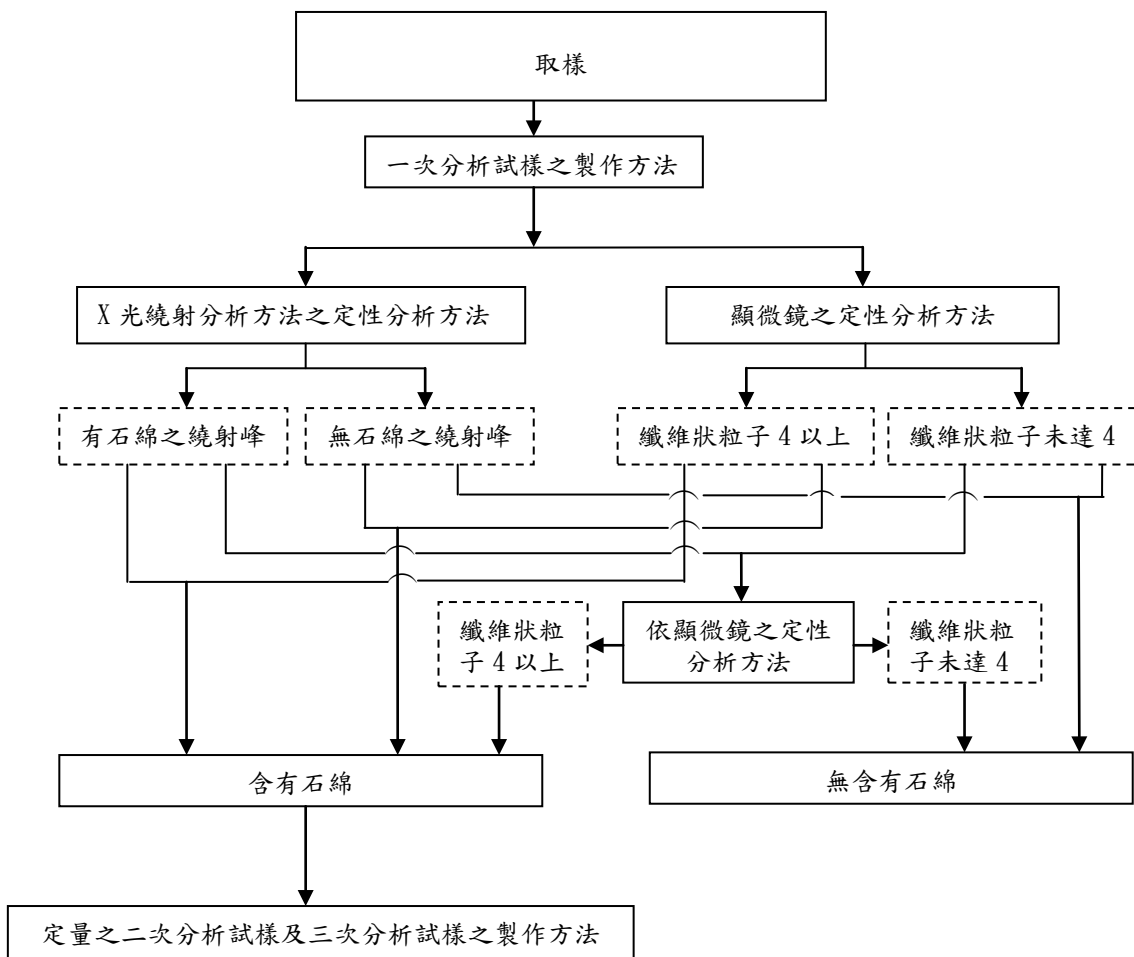 取樣
一次分析試樣之製作方法
X 光繞射分析方法之定性分析方法
顯微鏡之定性分析方法
有石綿之繞射峰
無石綿之繞射峰
纖維狀粒子 4 以上
纖維狀粒子未達 4
纖維狀粒
子 4 以上
依顯微鏡之定性
分析方法
纖維狀粒
子未達 4
含有石綿
無含有石綿
定量之二次分析試樣及三次分析試樣之製作方法